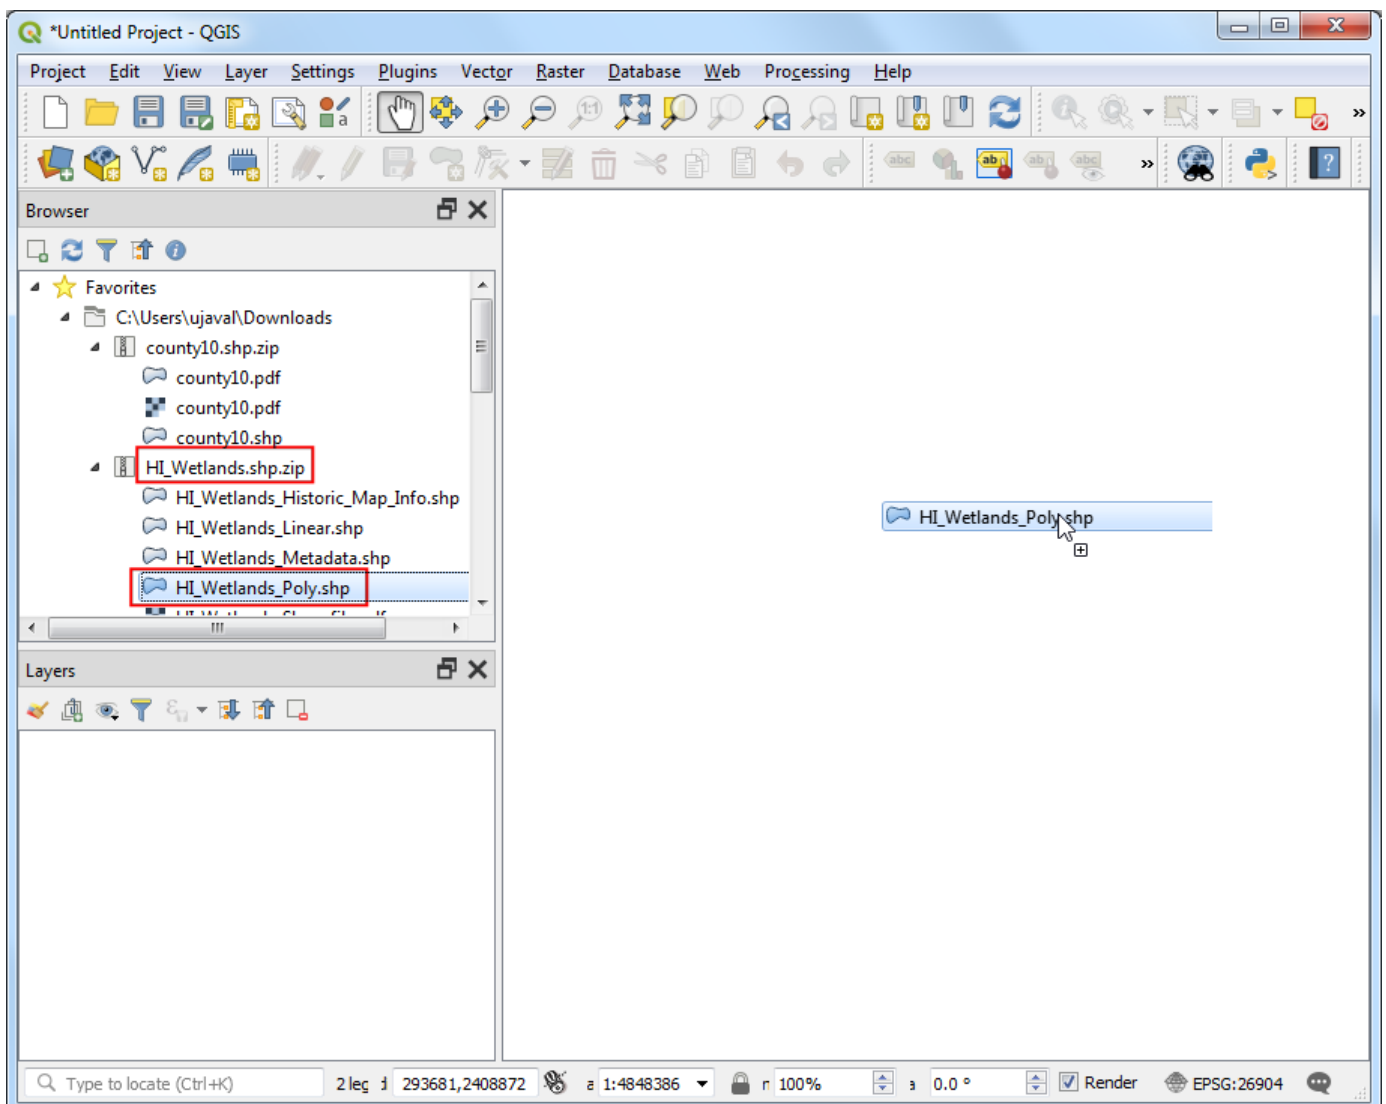 *Untitled Project - QGIS
Project Edit View Layer Settings Plugins Vector Raster Database Web Processing Help
Browser
Favorites
C:\Users\ujaval\Downloads
county10.shp.zip
county10.pdf
county10.pdf
county10.shp
HI_Wetlands.shp.zip
HI_Wetlands_Historic_Map_Info.shp
HI_Wetlands_Linear.shp
HI_Wetlands_Metadata.shp
HI_Wetlands_Poly.shp
HI_Wetlands_Poly.shp
Layers
Type to locate (Ctrl+K) 2 leg 293681,2408872 1:4848386 100% 0.0 ° Render EPSG:26904